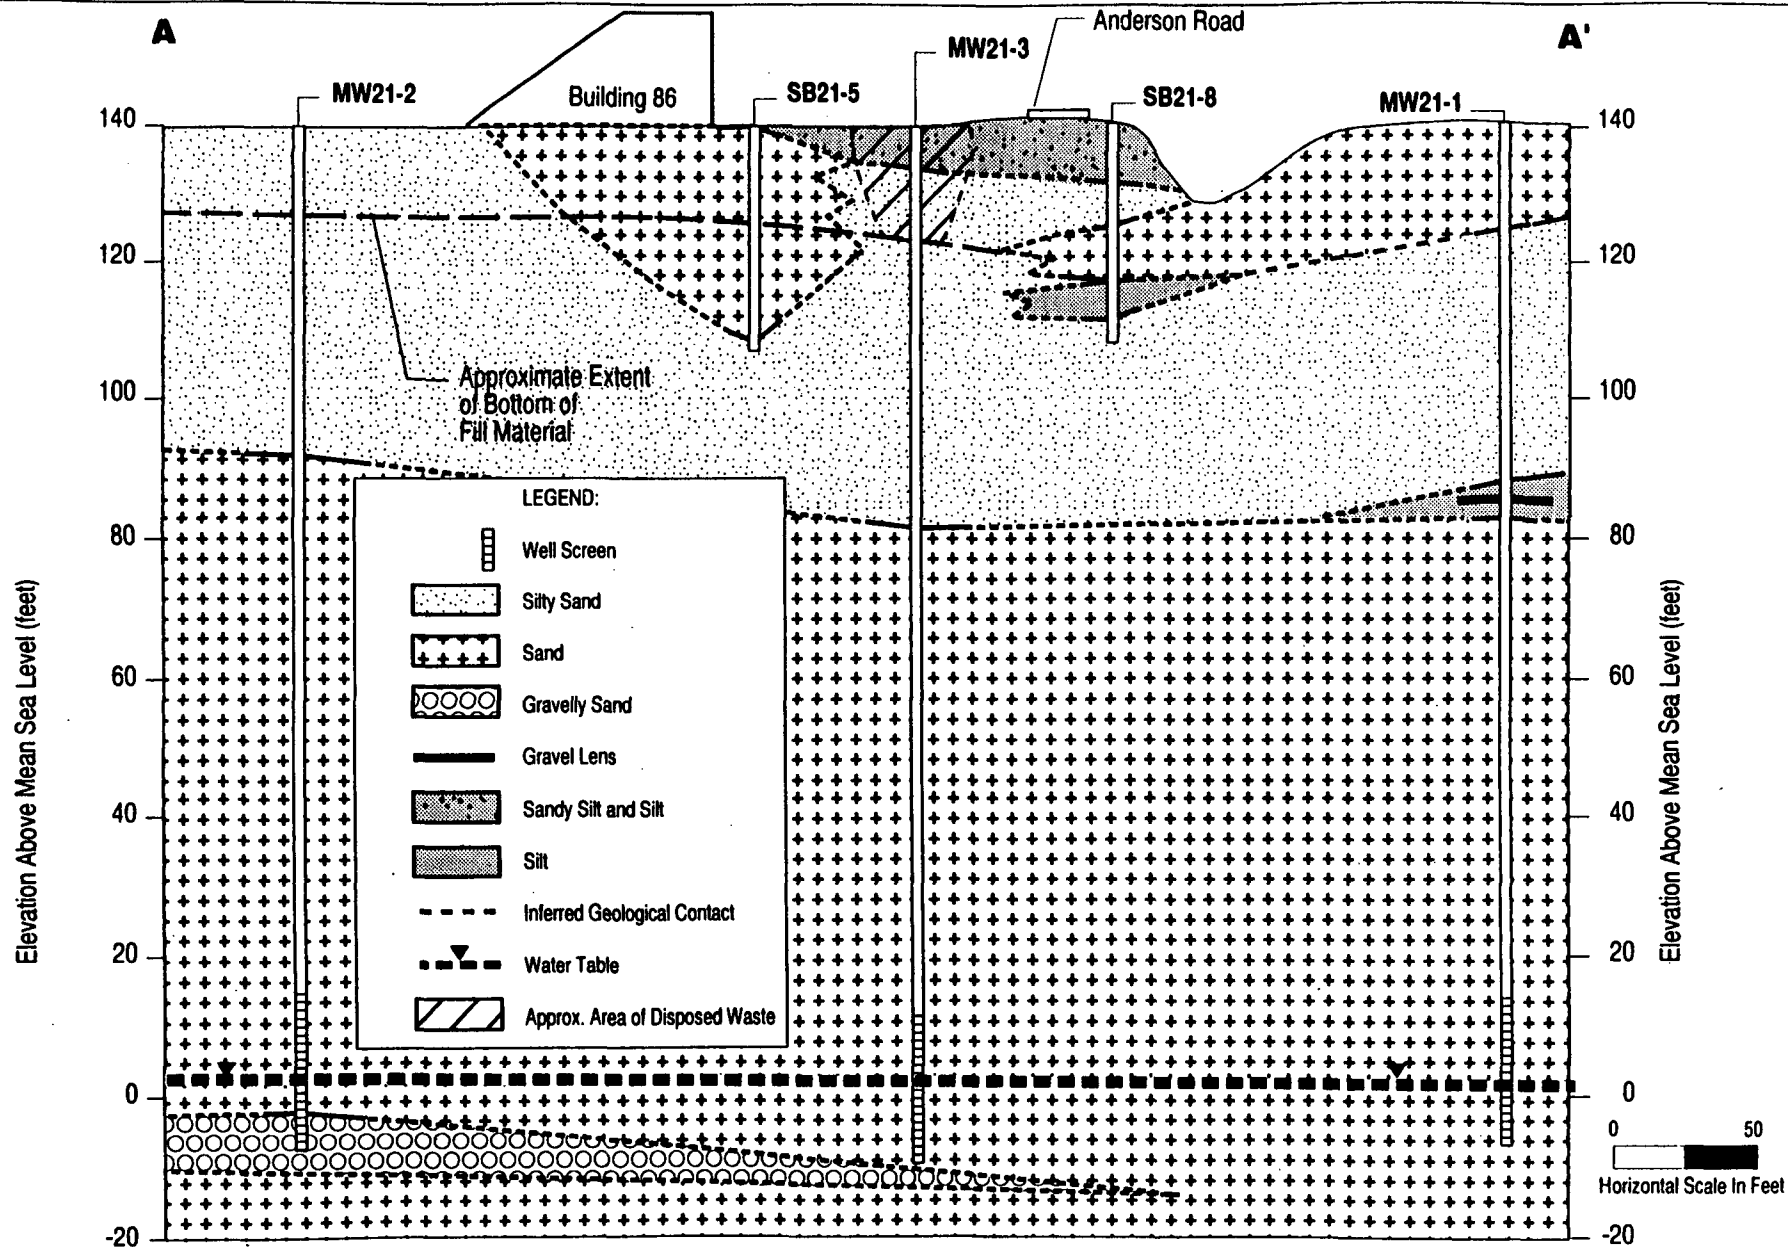 A
A'
Anderson Road
MW21-3
MW21-2
Building 86
SB21-5
SB21-8
MW21-1
140
140
120
120
Approximate Extent
of Bottom of
Fill Material
100
100
LEGEND:
80
80
Well Screen
Silty Sand
Sand
60
60
Gravelly Sand
Gravel Lens
Sandy Silt and Silt
40
40
Silt
Inferred Geological Contact
20
20
Water Table
Approx. Area of Disposed Waste
0
0
-20
-20
Elevation Above Mean Sea Level (feet)
Elevation Above Mean Sea Level (feet)
0
50
Horizontal Scale In Feet